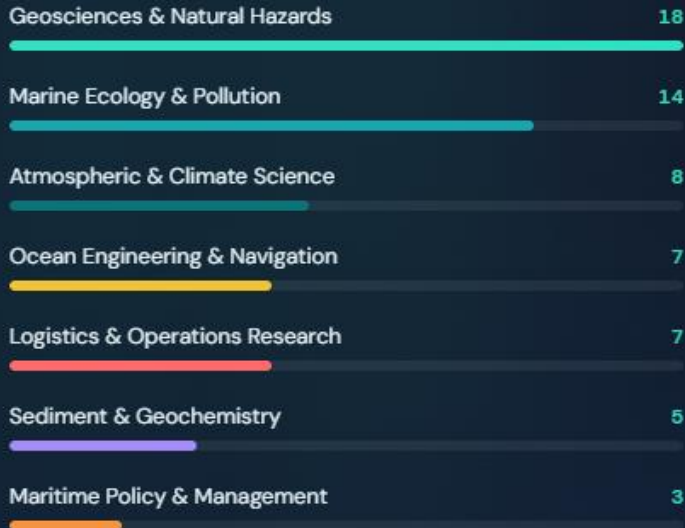 Geosciences & Natural Hazards 18
Marine Ecology & Pollution 14
Atmospheric & Climate Science 8
Ocean Engineering & Navigation 7
Logistics & Operations Research 7
Sediment & Geochemistry 5
Maritime Policy & Management 3